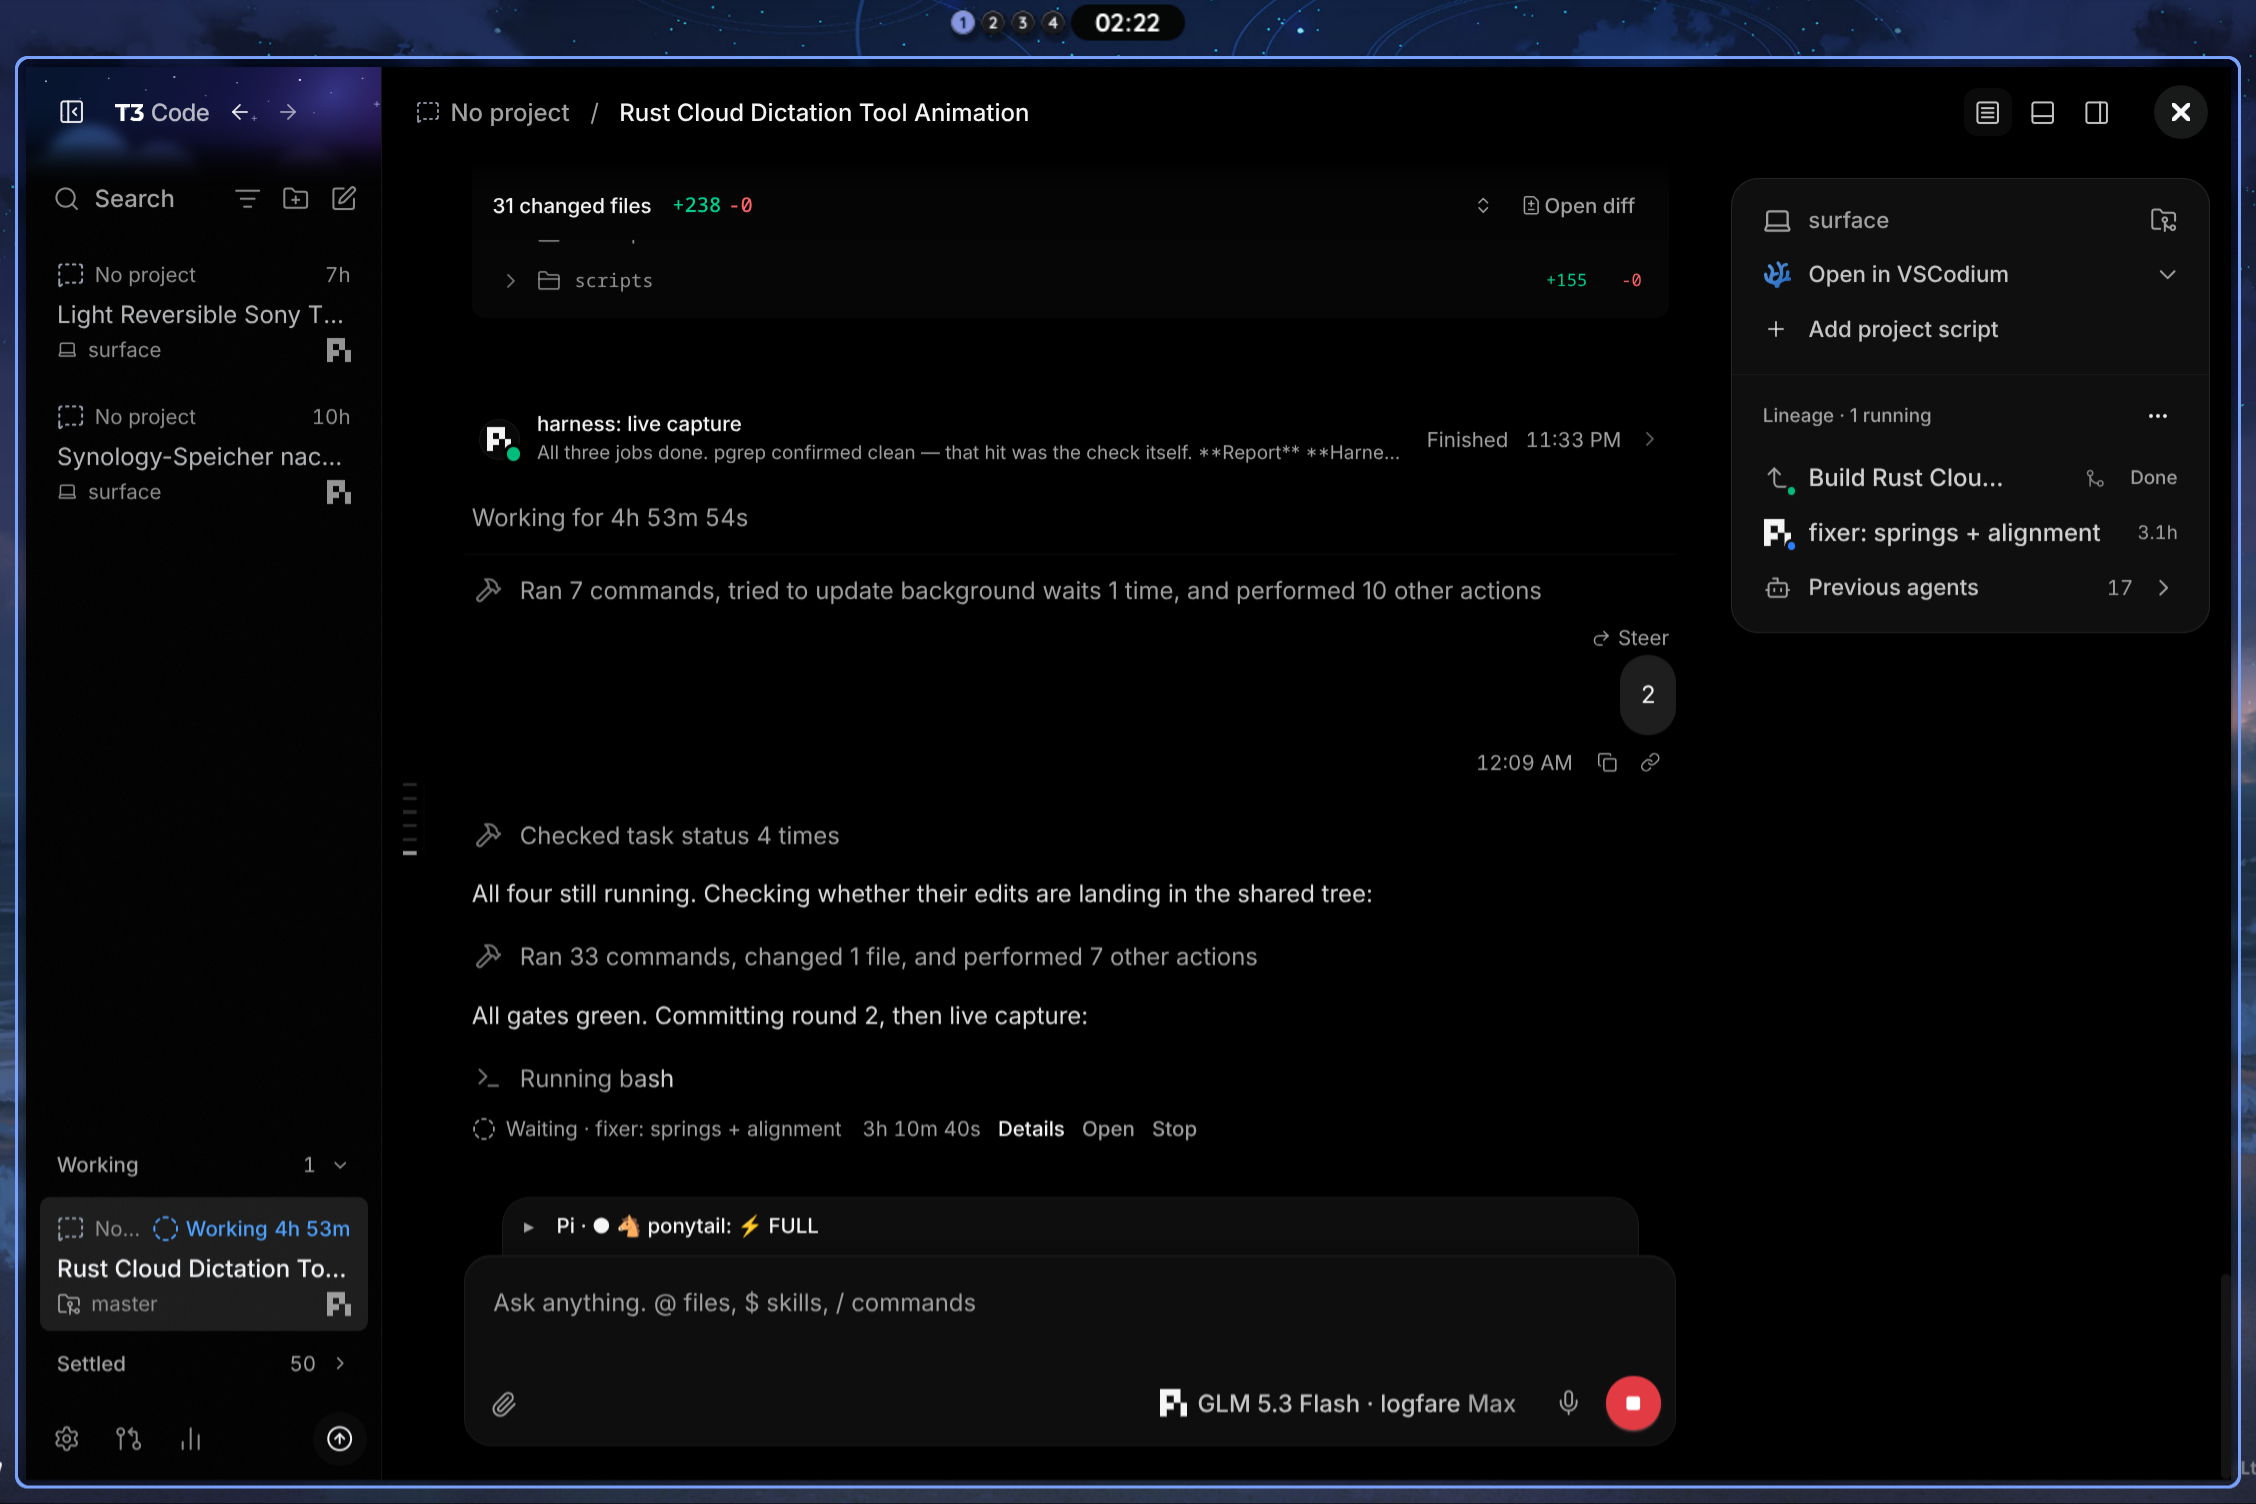 1 2 3 4 02:22
T3 Code
Search
No project 7h
Light Reversible Sony T...
surface
No project 10h
Synology-Speicher nac...
surface
Working 1
No... Working 4h 53m
Rust Cloud Dictation To...
master
Settled 50
No project / Rust Cloud Dictation Tool Animation
31 changed files +238 -0 Open diff
scripts +155 -0
harness: live capture
All three jobs done. pgrep confirmed clean — that hit was the check itself. **Report** **Harne...
Finished 11:33 PM
Working for 4h 53m 54s
Ran 7 commands, tried to update background waits 1 time, and performed 10 other actions
Steer
2
12:09 AM
Checked task status 4 times
All four still running. Checking whether their edits are landing in the shared tree:
Ran 33 commands, changed 1 file, and performed 7 other actions
All gates green. Committing round 2, then live capture:
Running bash
Waiting · fixer: springs + alignment 3h 10m 40s Details Open Stop
Pi · ● 🐴 ponytail: ⚡ FULL
Ask anything. @ files, $ skills, / commands
GLM 5.3 Flash · logfare Max
surface
Open in VSCodium
Add project script
Lineage · 1 running
Build Rust Clou... Done
fixer: springs + alignment 3.1h
Previous agents 17